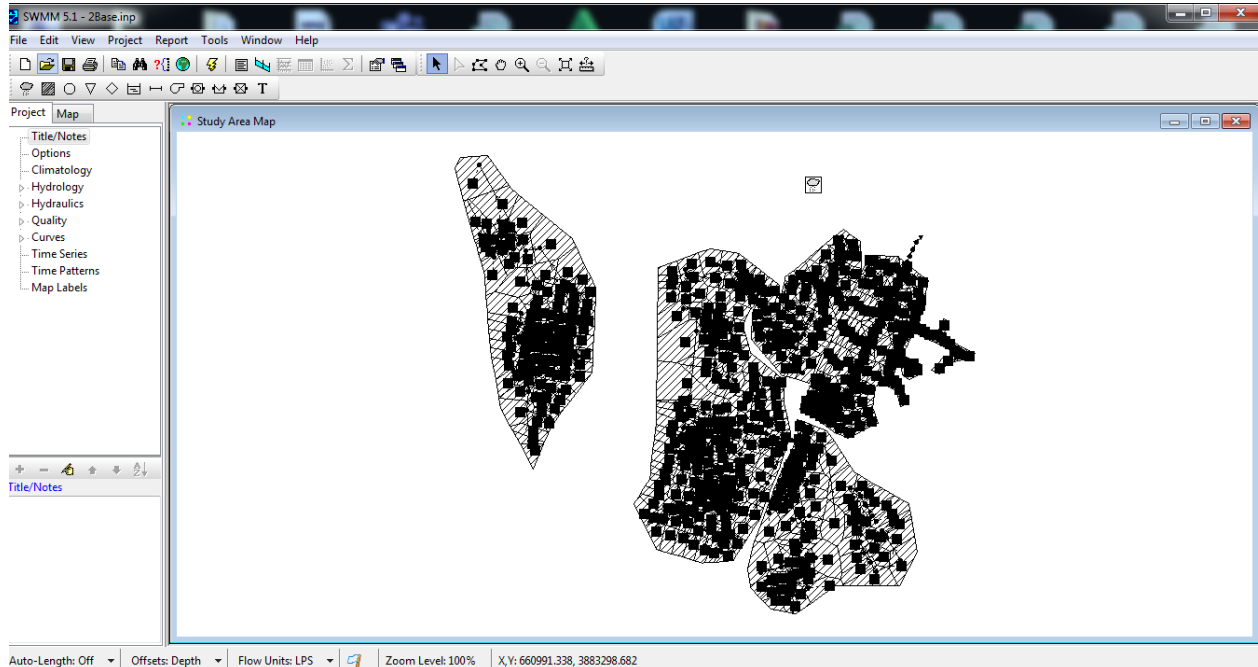 SWMM 5.1 - 2Base.inp
File Edit View Project Report Tools Window Help
T
Project Map
Study Area Map
Title/Notes
Options
Climatology
Hydrology
Hydraulics
Quality
Curves
Time Series
Time Patterns
Map Labels
Title/Notes
Auto-Length: Off Offsets: Depth Flow Units: LPS Zoom Level: 100% X,Y: 660991.338, 3883298.682